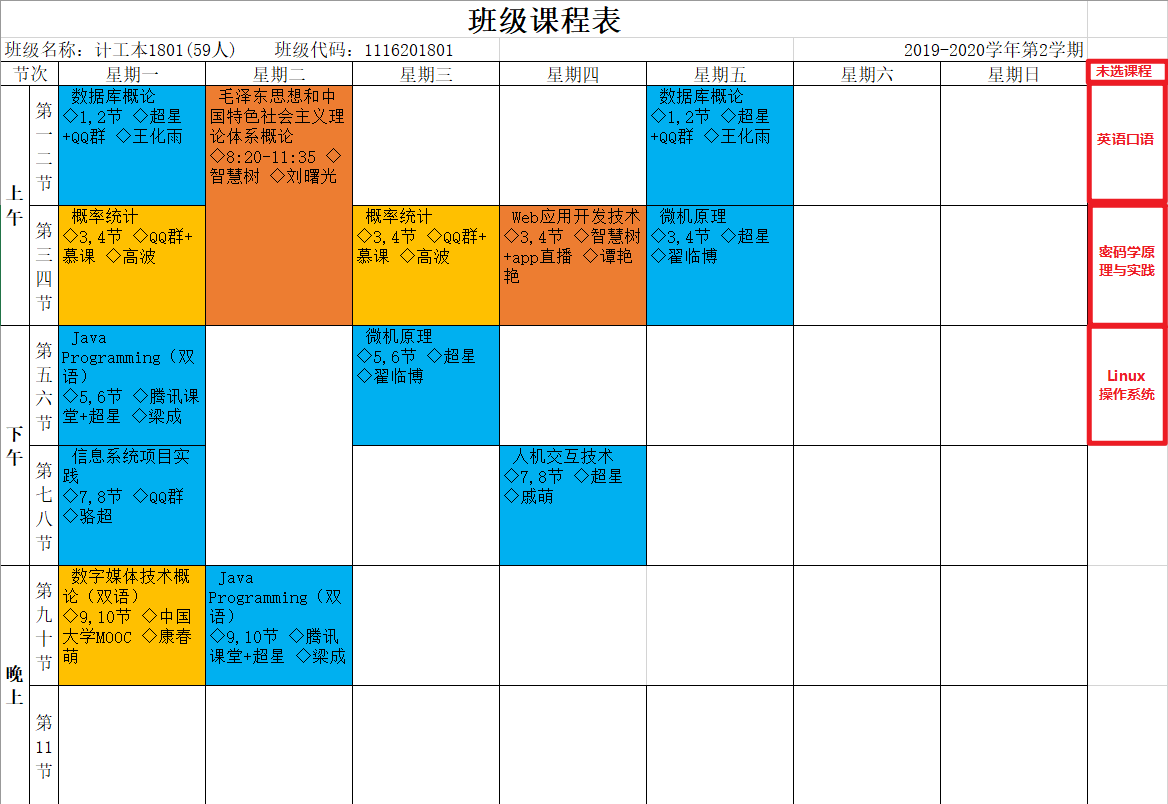 班级课程表
班级名称：计工本1801(59人) 班级代码：1116201801 2019-2020学年第2学期
节次 星期一 星期二 星期三 星期四 星期五 星期六 星期日 未选课程
上午
第一二节
数据库概论
◇1,2节 ◇超星
+QQ群 ◇王化雨
毛泽东思想和中
国特色社会主义理
论体系概论
◇8:20-11:35 ◇
智慧树 ◇刘曙光
数据库概论
◇1,2节 ◇超星
+QQ群 ◇王化雨
英语口语
第三四节
概率统计
◇3,4节 ◇QQ群+
慕课 ◇高波
概率统计
◇3,4节 ◇QQ群+
慕课 ◇高波
Web应用开发技术
◇3,4节 ◇智慧树
+app直播 ◇谭艳
艳
微机原理
◇3,4节 ◇超星
◇翟临博
密码学原
理与实践
下午
第五六节
Java
Programming（双
语）
◇5,6节 ◇腾讯课
堂+超星 ◇梁成
微机原理
◇5,6节 ◇超星
◇翟临博
Linux
操作系统
第七八节
信息系统项目实
践
◇7,8节 ◇QQ群
◇骆超
人机交互技术
◇7,8节 ◇超星
◇戚萌
晚上
第九十节
数字媒体技术概
论（双语）
◇9,10节 ◇中国
大学MOOC ◇康春
萌
Java
Programming（双
语）
◇9,10节 ◇腾讯
课堂+超星 ◇梁成
第11节